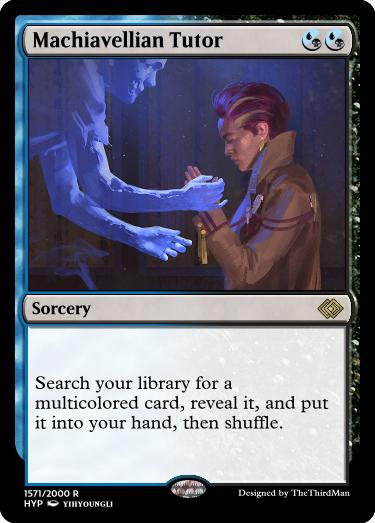 Machiavellian Tutor
Sorcery
Search your library for a
multicolored card, reveal it, and put
it into your hand, then shuffle.
1571/2000 R
HYP YIHYOUNGLI
Designed by TheThirdMan